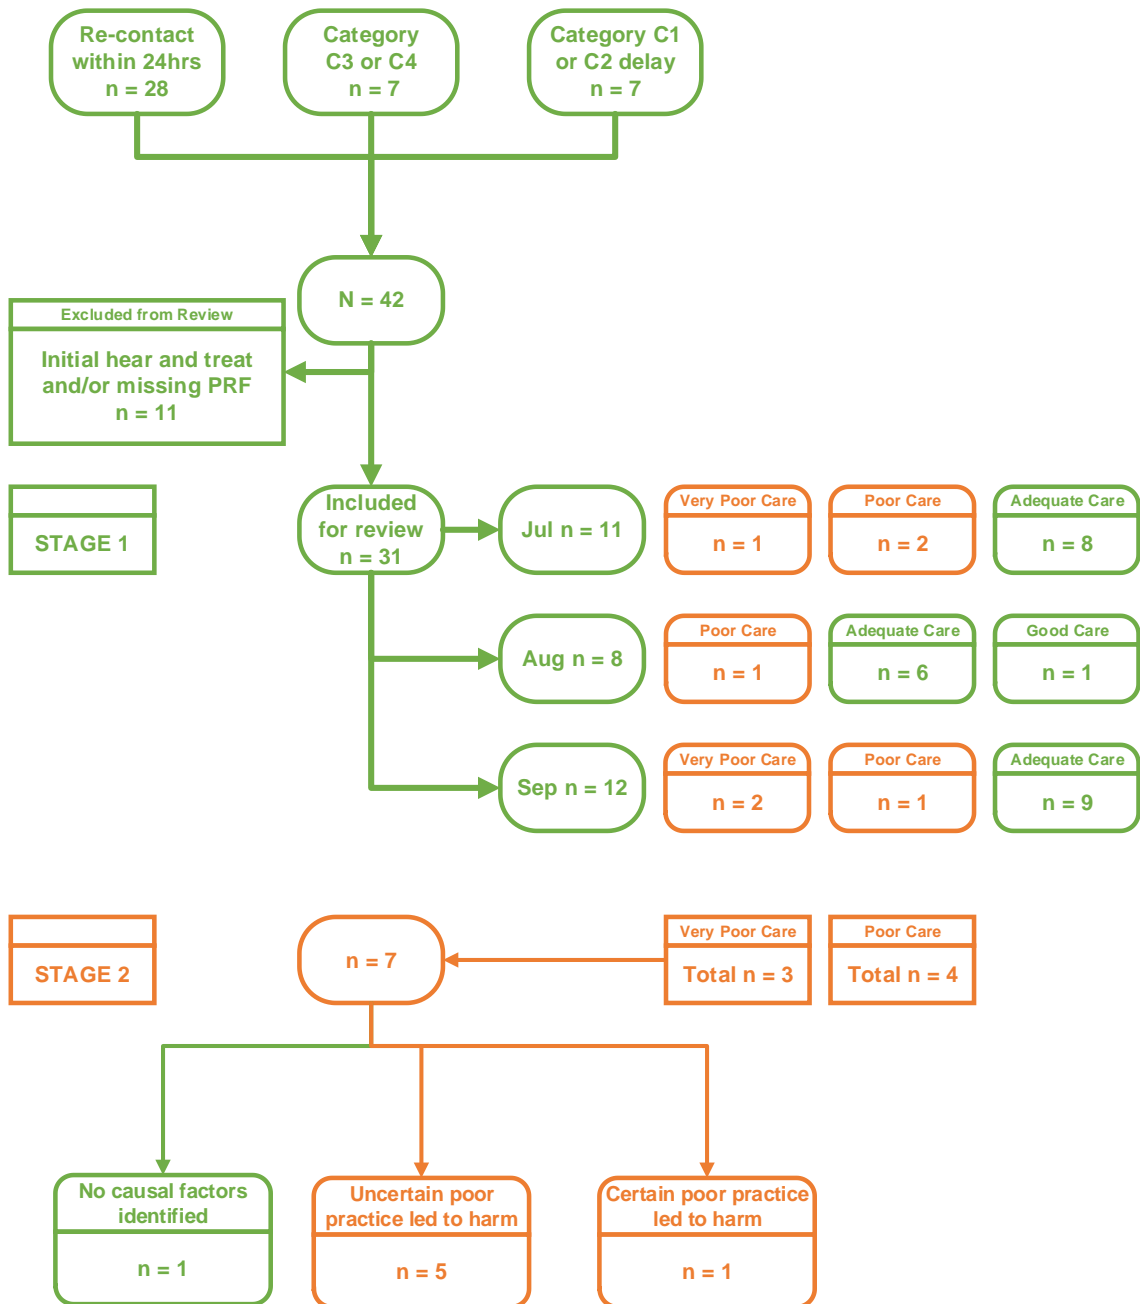 Re-contact
within 24hrs
n = 28
Category
C3 or C4
n = 7
Category C1
or C2 delay
n = 7
N = 42
Excluded from Review
Initial hear and treat
and/or missing PRF
n = 11
STAGE 1
Included
for review
n = 31
Jul n = 11
Very Poor Care
n = 1
Poor Care
n = 2
Adequate Care
n = 8
Aug n = 8
Poor Care
n = 1
Adequate Care
n = 6
Good Care
n = 1
Sep n = 12
Very Poor Care
n = 2
Poor Care
n = 1
Adequate Care
n = 9
STAGE 2
n = 7
Very Poor Care
Total n = 3
Poor Care
Total n = 4
No causal factors
identified
n = 1
Uncertain poor
practice led to harm
n = 5
Certain poor practice
led to harm
n = 1